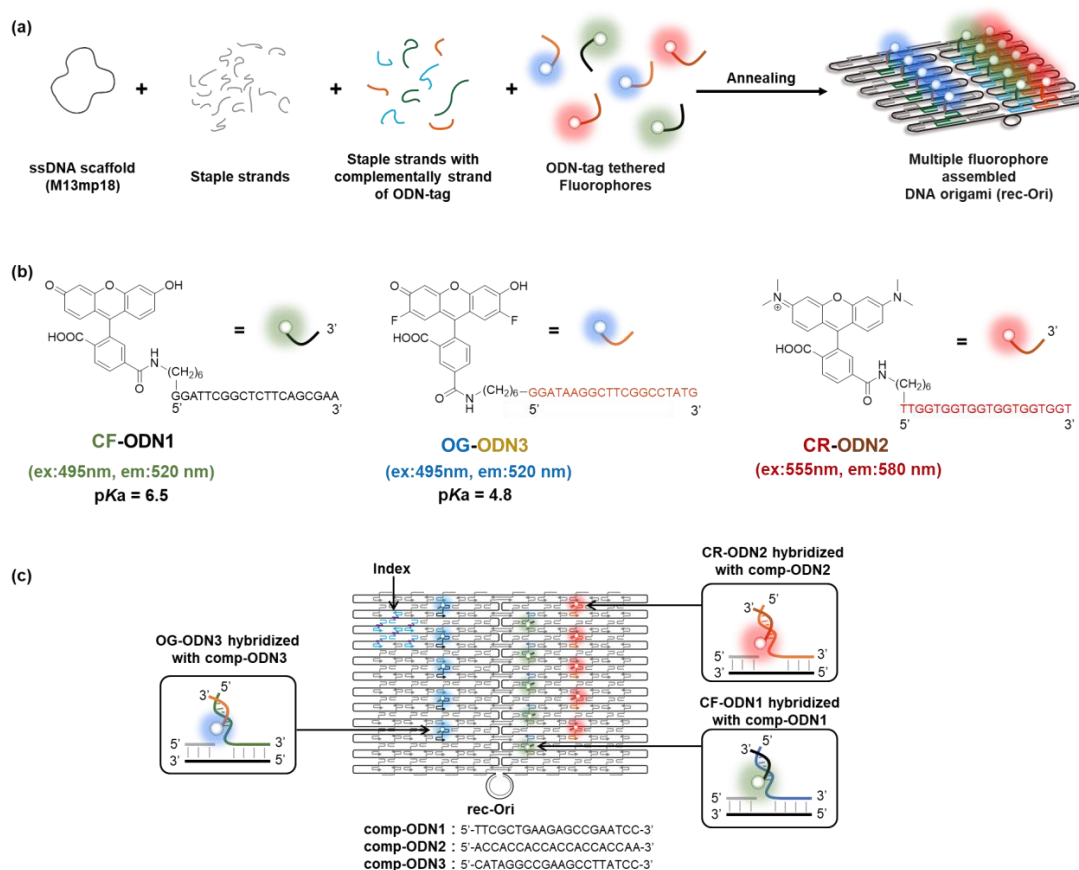 (a)
+
+
+
Annealing
ssDNA scaffold
(M13mp18)
Staple strands
Staple strands with
complementally strand
of ODN-tag
ODN-tag tethered
Fluorophores
Multiple fluorophore
assembled
DNA origami (rec-Ori)
(b)
O
O
OH
HOOC
N
H
O
(CH2)6
GGATTCGGCTCTTCAGCGAA
5'
3'
=
3'
CF-ODN1
(ex:495nm, em:520 nm)
pKa = 6.5
O
O
OH
F
F
HOOC
O
N
H
(CH2)6
GGATAAGGCTTCGGCCTATG
5'
3'
=
3'
OG-ODN3
(ex:495nm, em:520 nm)
pKa = 4.8
N
⊕
O
N
HOOC
H
N
O
(CH2)6
TTGGTGGTGGTGGTGGTGGT
5'
3'
=
3'
CR-ODN2
(ex:555nm, em:580 nm)
(c)
Index
OG-ODN3 hybridized
with comp-ODN3
5'
3'
5'
3'
3'
5'
CR-ODN2 hybridized
with comp-ODN2
5'
3'
5'
3'
3'
5'
CF-ODN1 hybridized
with comp-ODN1
5'
3'
5'
3'
3'
5'
rec-Ori
comp-ODN1 : 5'-TTCGCTGAAGAGCCGAATCC-3'
comp-ODN2 : 5'-ACCACCACCACCACCACCAA-3'
comp-ODN3 : 5'-CATAGGCCGAAGCCTTATCC-3'